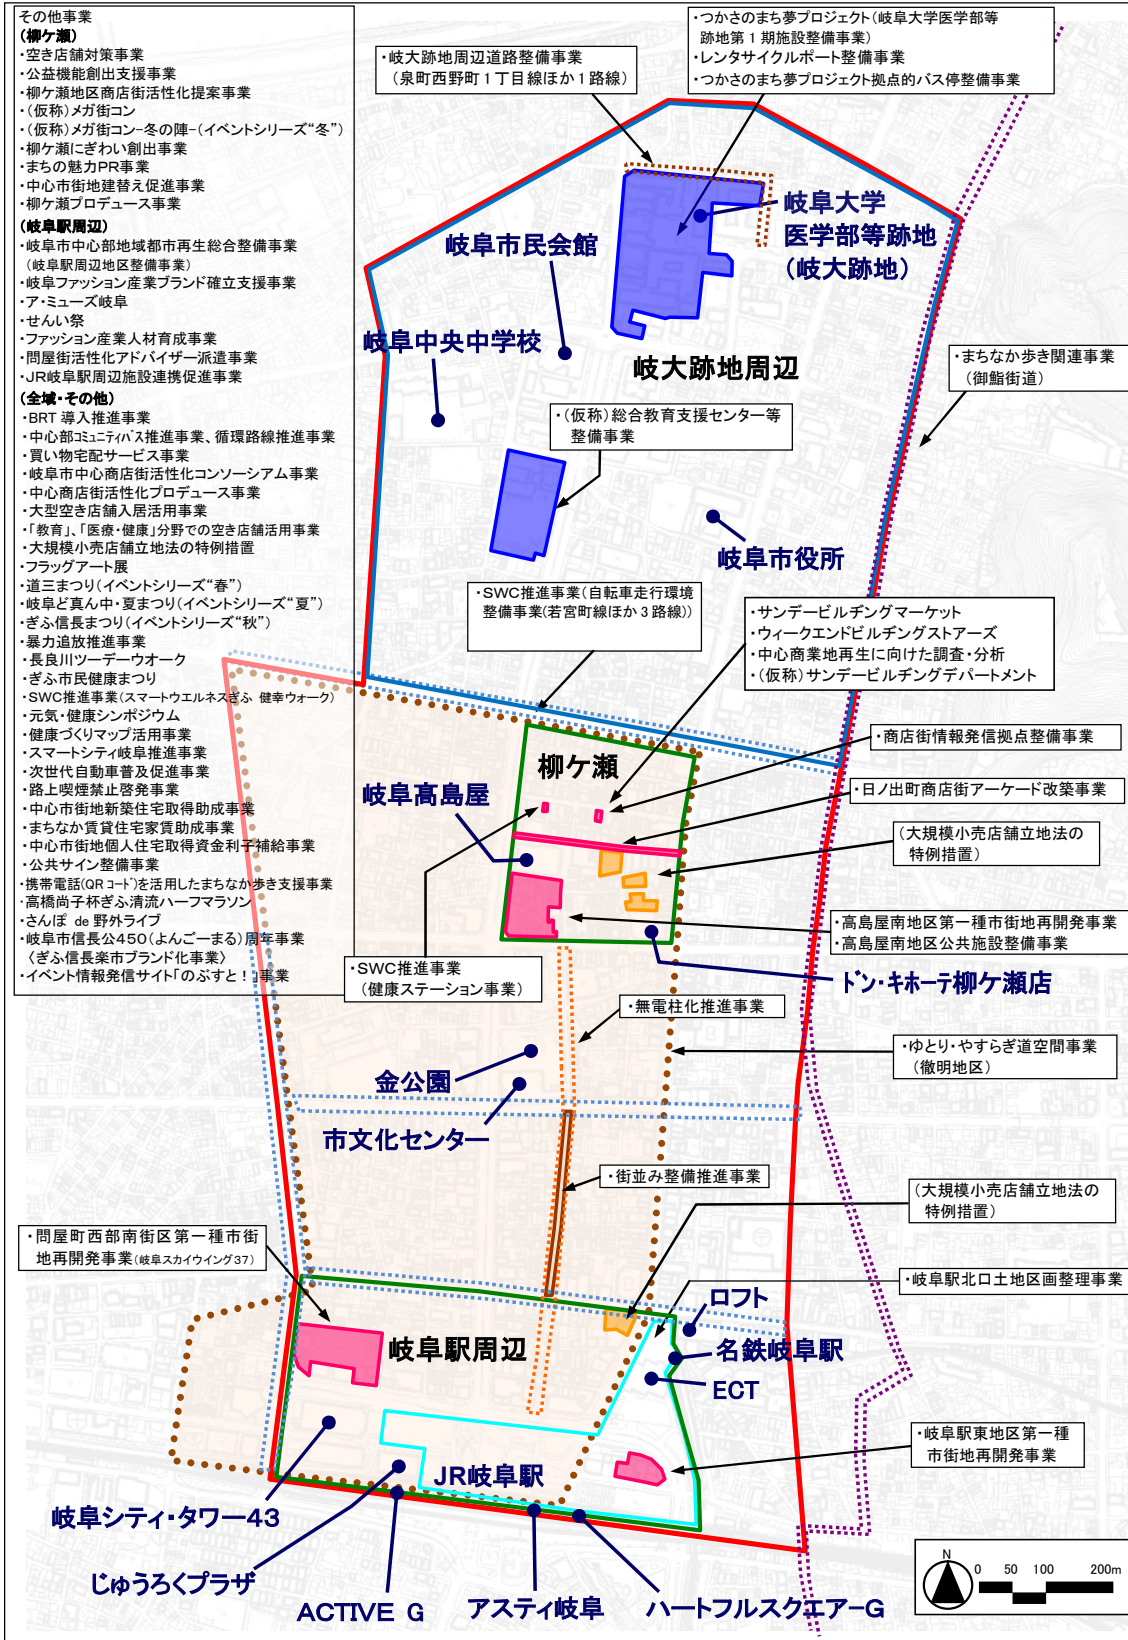 その他事業
(柳ケ瀬)
・空き店舗対策事業
・公益機能創出支援事業
・柳ケ瀬地区商店街活性化提案事業
・(仮称)メガ街コン
・(仮称)メガ街コン-冬の陣-(イベントシリーズ“冬”)
・柳ケ瀬にぎわい創出事業
・まちの魅力PR事業
・中心市街地建替え促進事業
・柳ケ瀬プロデュース事業
(岐阜駅周辺)
・岐阜市中心部地域都市再生総合整備事業
(岐阜駅周辺地区整備事業)
・岐阜ファッション産業ブランド確立支援事業
・ア・ミューズ岐阜
・せんい祭
・ファッション産業人材育成事業
・問屋街活性化アドバイザー派遣事業
・JR岐阜駅周辺施設連携促進事業
(全域・その他)
・BRT 導入推進事業
・中心部コミュニティバス推進事業、循環路線推進事業
・買い物宅配サービス事業
・岐阜市中心商店街活性化コンソーシアム事業
・中心商店街活性化プロデュース事業
・大型空き店舗入居活用事業
・「教育」、「医療・健康」分野での空き店舗活用事業
・大規模小売店舗立地法の特例措置
・フラッグアート展
・道三まつり(イベントシリーズ“春”)
・岐阜ど真ん中・夏まつり(イベントシリーズ“夏”)
・ぎふ信長まつり(イベントシリーズ“秋”)
・暴力追放推進事業
・長良川ツーデーウオーク
・ぎふ市民健康まつり
・SWC推進事業(スマートウエルネスぎふ 健幸ウォーク)
・元気・健康シンポジウム
・健康づくりマップ活用事業
・スマートシティ岐阜推進事業
・次世代自動車普及促進事業
・路上喫煙禁止啓発事業
・中心市街地新築住宅取得助成事業
・まちなか賃貸住宅家賃助成事業
・中心市街地個人住宅取得資金利子補給事業
・公共サイン整備事業
・携帯電話(QRコード)を活用したまちなか歩き支援事業
・高橋尚子杯ぎふ清流ハーフマラソン
・さんぽ de 野外ライブ
・岐阜市信長公450(よんごーまる)周年事業
〈ぎふ信長楽市ブランド化事業〉
・イベント情報発信サイト「のぶすと！」事業
・岐大跡地周辺道路整備事業
(泉町西野町1丁目線ほか1路線)
・つかさのまち夢プロジェクト(岐阜大学医学部等
跡地第1期施設整備事業)
・レンタサイクルポート整備事業
・つかさのまち夢プロジェクト拠点的バス停整備事業
岐阜大学
医学部等跡地
(岐大跡地)
岐阜市民会館
岐阜中央中学校
岐大跡地周辺
・まちなか歩き関連事業
(御鮨街道)
・(仮称)総合教育支援センター等
整備事業
岐阜市役所
・SWC推進事業(自転車走行環境
整備事業(若宮町線ほか3路線))
・サンデービルヂングマーケット
・ウィークエンドビルヂングストアーズ
・中心商業地再生に向けた調査・分析
・(仮称)サンデービルヂングデパートメント
・商店街情報発信拠点整備事業
柳ケ瀬
岐阜髙島屋
・日ノ出町商店街アーケード改築事業
(大規模小売店舗立地法の
特例措置)
・高島屋南地区第一種市街地再開発事業
・高島屋南地区公共施設整備事業
・SWC推進事業
(健康ステーション事業)
ドン・キホーテ柳ケ瀬店
・無電柱化推進事業
・ゆとり・やすらぎ道空間事業
(徹明地区)
金公園
市文化センター
・街並み整備推進事業
(大規模小売店舗立地法の
特例措置)
・問屋町西部南街区第一種市街
地再開発事業(岐阜スカイウイング37)
・岐阜駅北口土地区画整理事業
ロフト
岐阜駅周辺
名鉄岐阜駅
ECT
・岐阜駅東地区第一種
市街地再開発事業
JR岐阜駅
岐阜シティ・タワー43
じゅうろくプラザ
ACTIVE G
アスティ岐阜
ハートフルスクエアーG
N
0 50 100 200m